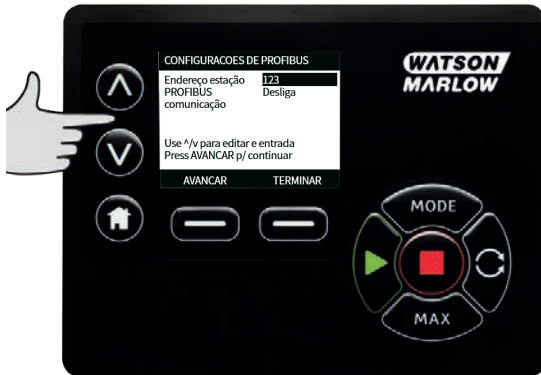 CONFIGURACOES DE PROFIBUS
Endereço estação 123
PROFIBUS Desliga
comunicação
Use ^/v para editar e entrada
Press AVANCAR p/ continuar
AVANCAR TERMINAR
WATSON
MARLOW
MODE
MAX